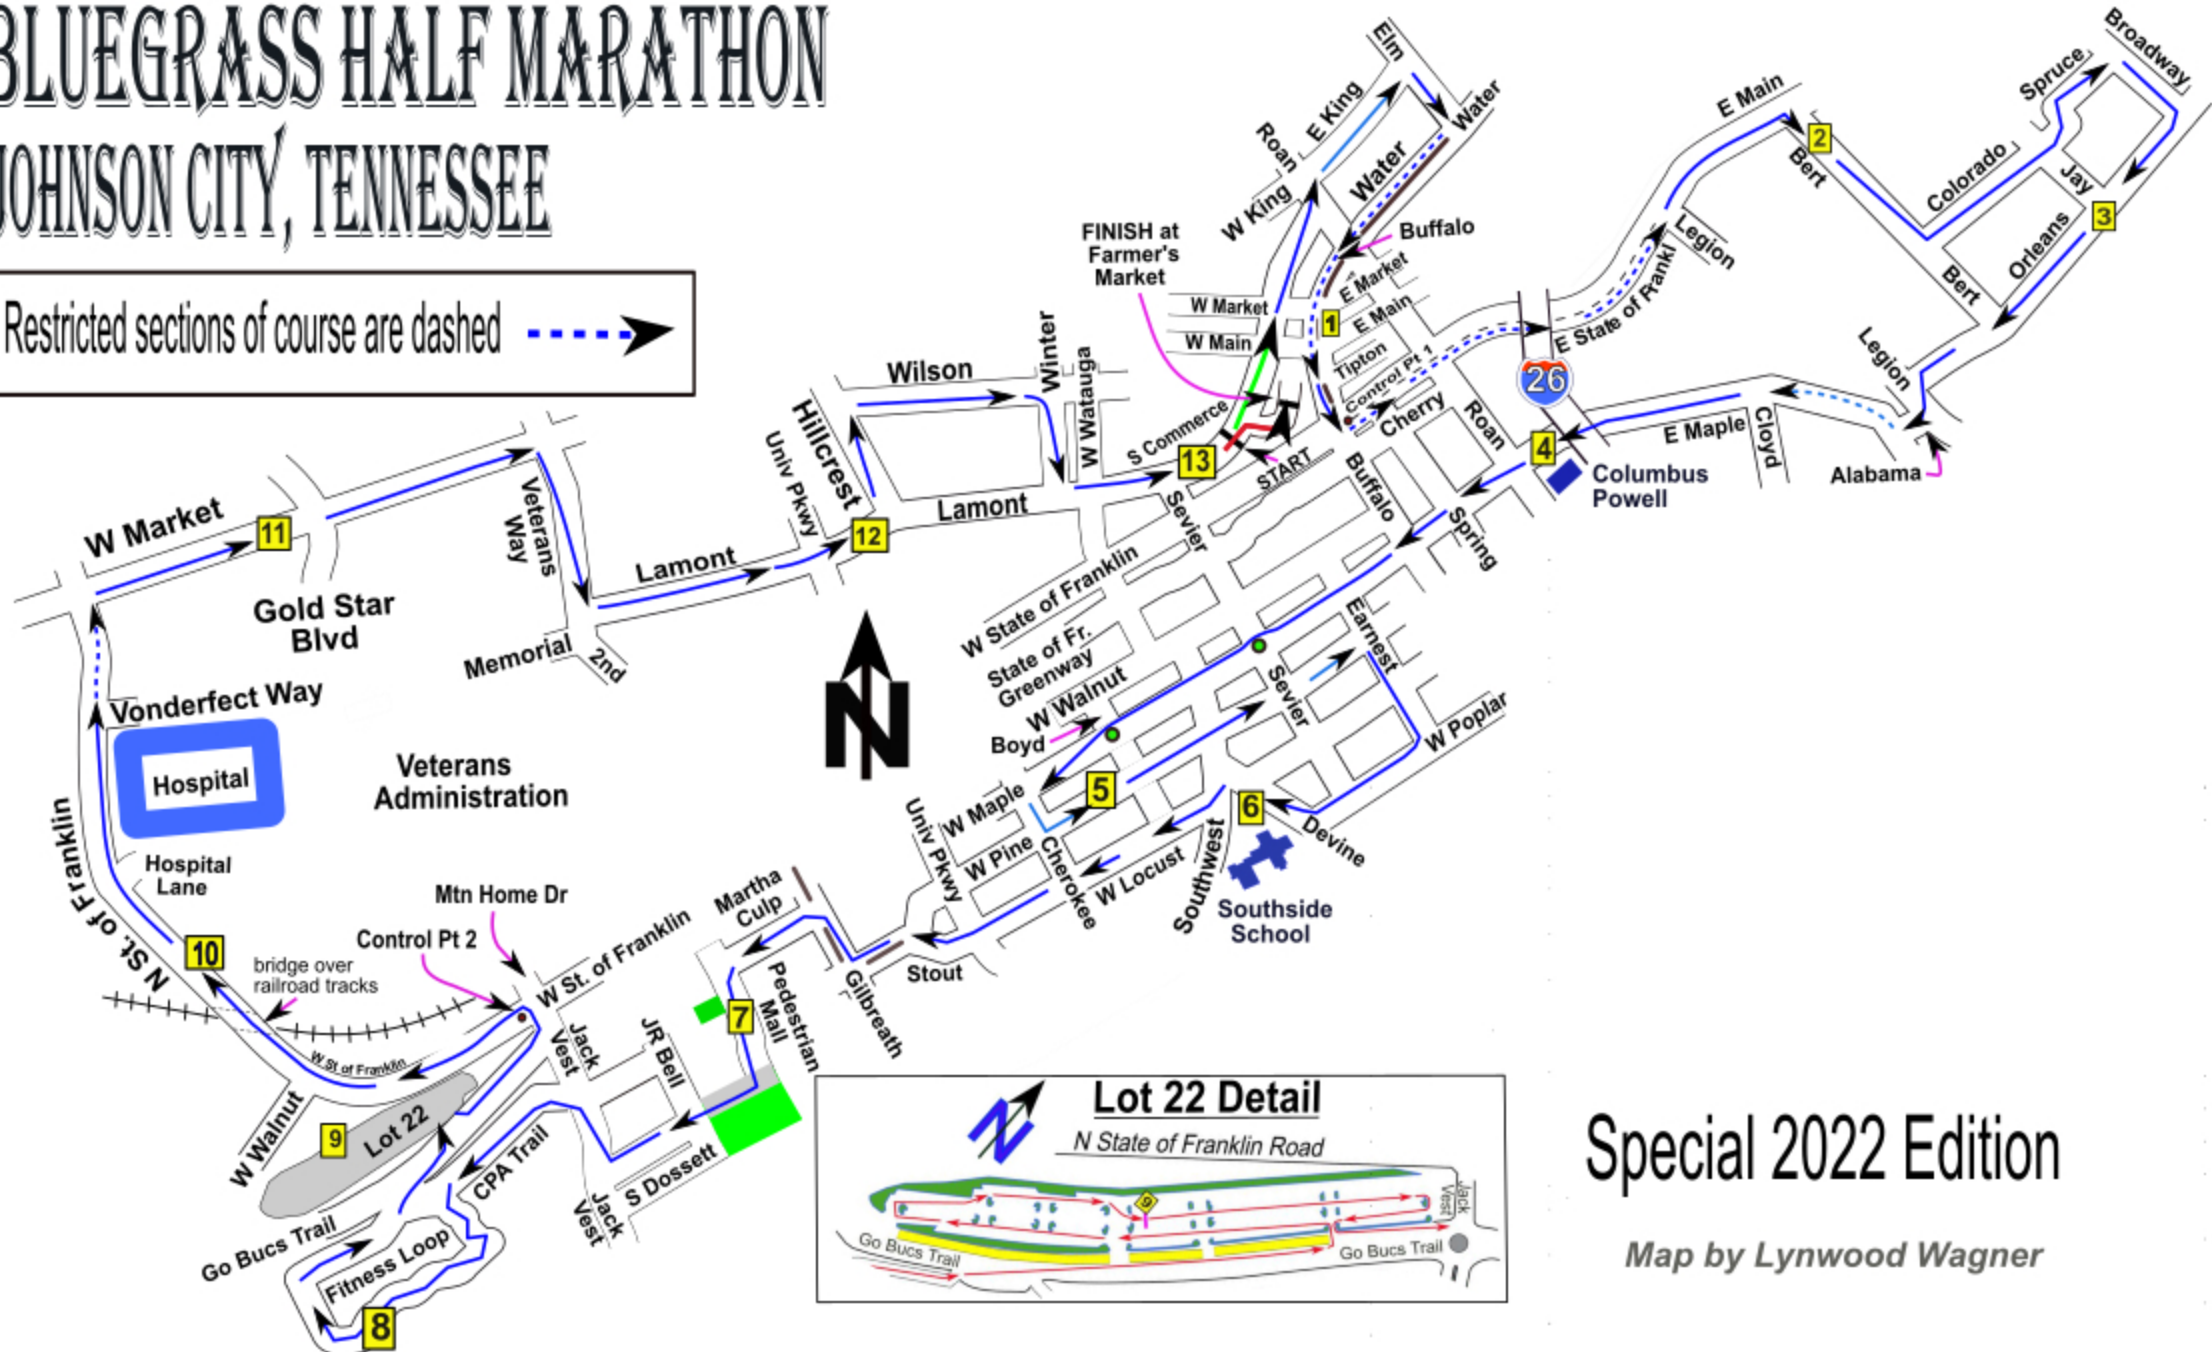 BLUEGRASS HALF MARATHON
JOHNSON CITY, TENNESSEE
Restricted sections of course are dashed
Elm
Water
E King
Roan
W King
Water
Buffalo
FINISH at
Farmer's
Market
W Market
W Main
E Market
1
E Main
Tipton
Control Pt 1
Cherry
Roan
26
E State of Frankl
Legion
E Main
2
Bert
Colorado
Spruce
Broadway
Jay
3
Orleans
Bert
Legion
Alabama
Cloyd
E Maple
4
Columbus
Powell
Spring
Buffalo
START
S Commerce
13
Sevier
W Watauga
Winter
Wilson
Hillcrest
Univ Pkwy
12
Lamont
Lamont
Veterans
Way
W Market
11
Gold Star
Blvd
Memorial
2nd
Vonderfect Way
Hospital
Veterans
Administration
Hospital
Lane
N St. of Franklin
10
bridge over
railroad tracks
Mtn Home Dr
Control Pt 2
W St. of Franklin
W St of Franklin
W Walnut
9
Lot 22
Go Bucs Trail
Fitness Loop
8
CPA Trail
Jack
Vest
JR Bell
Jack
Vest
S Dossett
7
Pedestrian
Mall
Martha
Culp
Gilbreath
Stout
Univ Pkwy
W Maple
W Pine
Cherokee
W Locust
Southwest
Southside
School
6
Devine
W Poplar
Earnest
Sevier
5
Boyd
W Walnut
State of Fr.
Greenway
W State of Franklin
N
Lot 22 Detail
N
N State of Franklin Road
9
Jack
Vest
Go Bucs Trail
Go Bucs Trail
Special 2022 Edition
Map by Lynwood Wagner